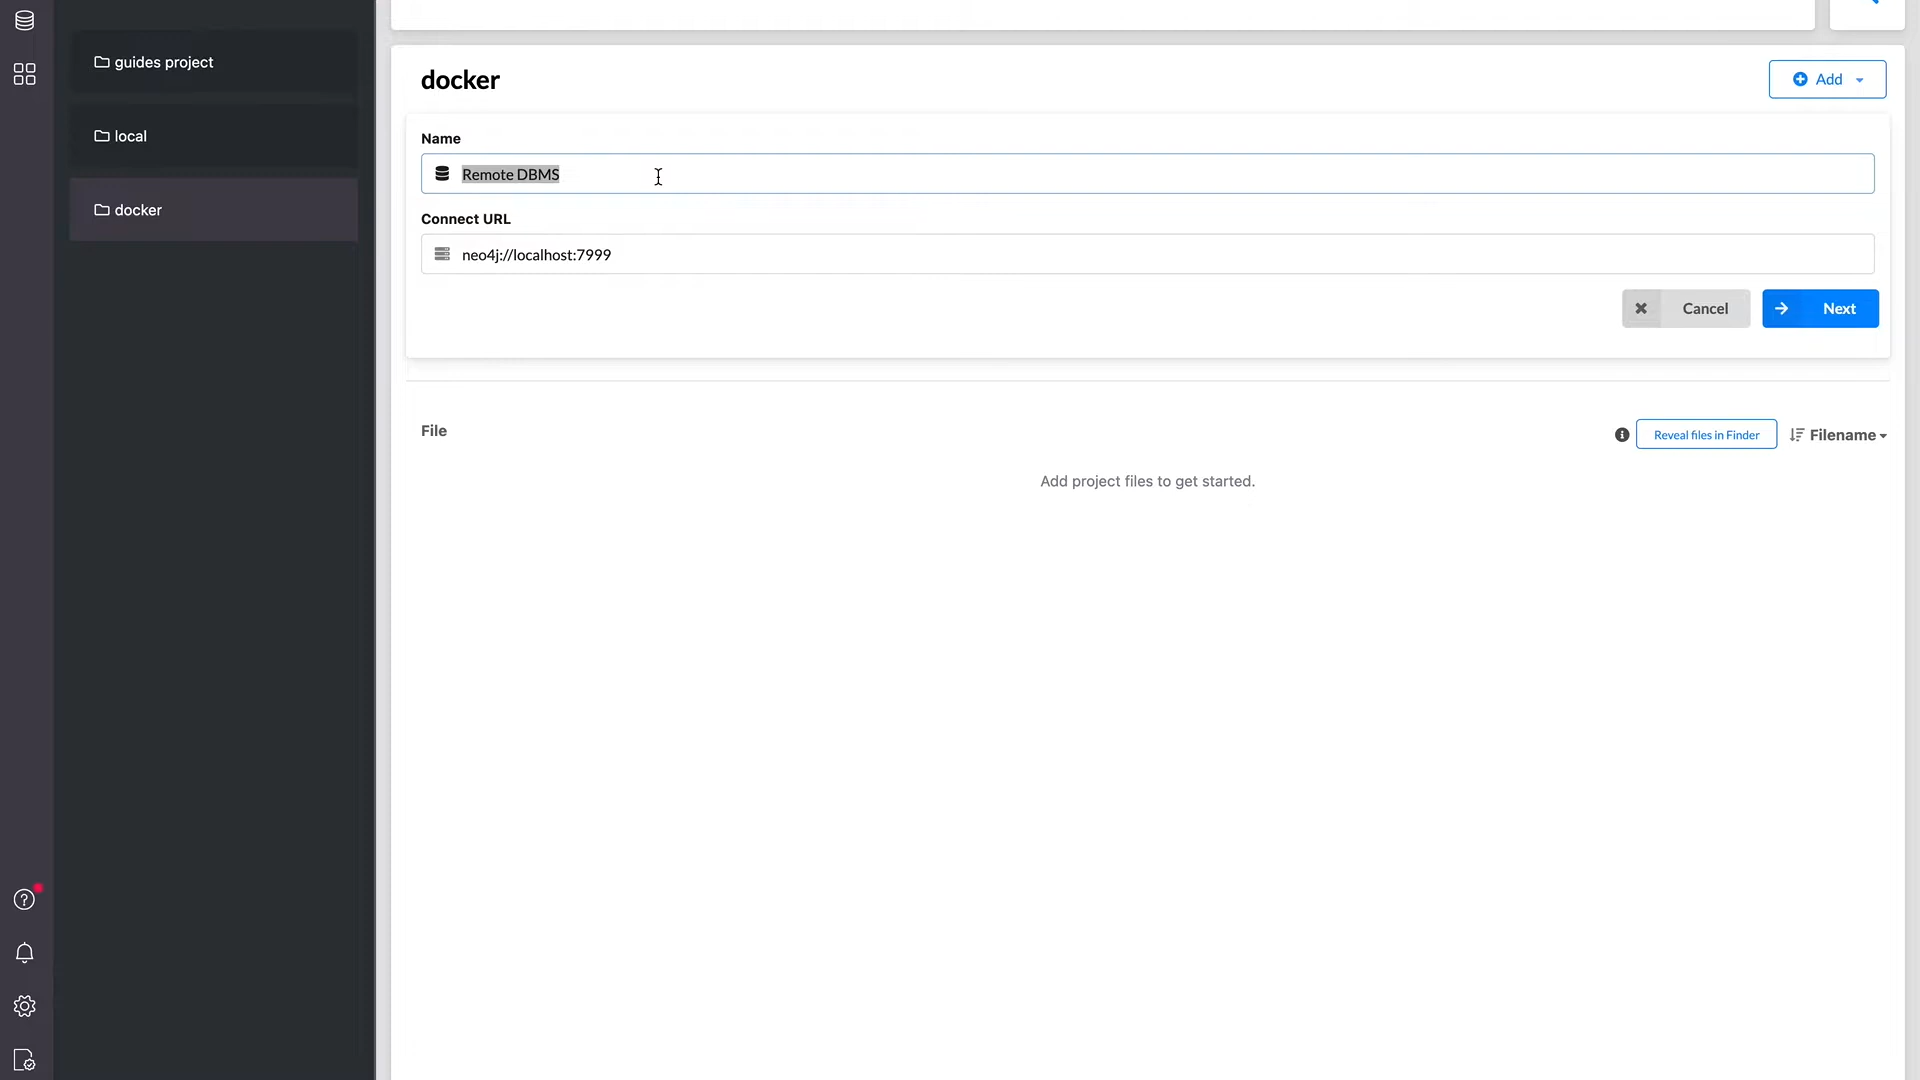 guides project
local
docker
docker
Add
Name
Remote DBMS
Connect URL
neo4j://localhost:7999
Cancel
Next
File
Reveal files in Finder
Filename
Add project files to get started.